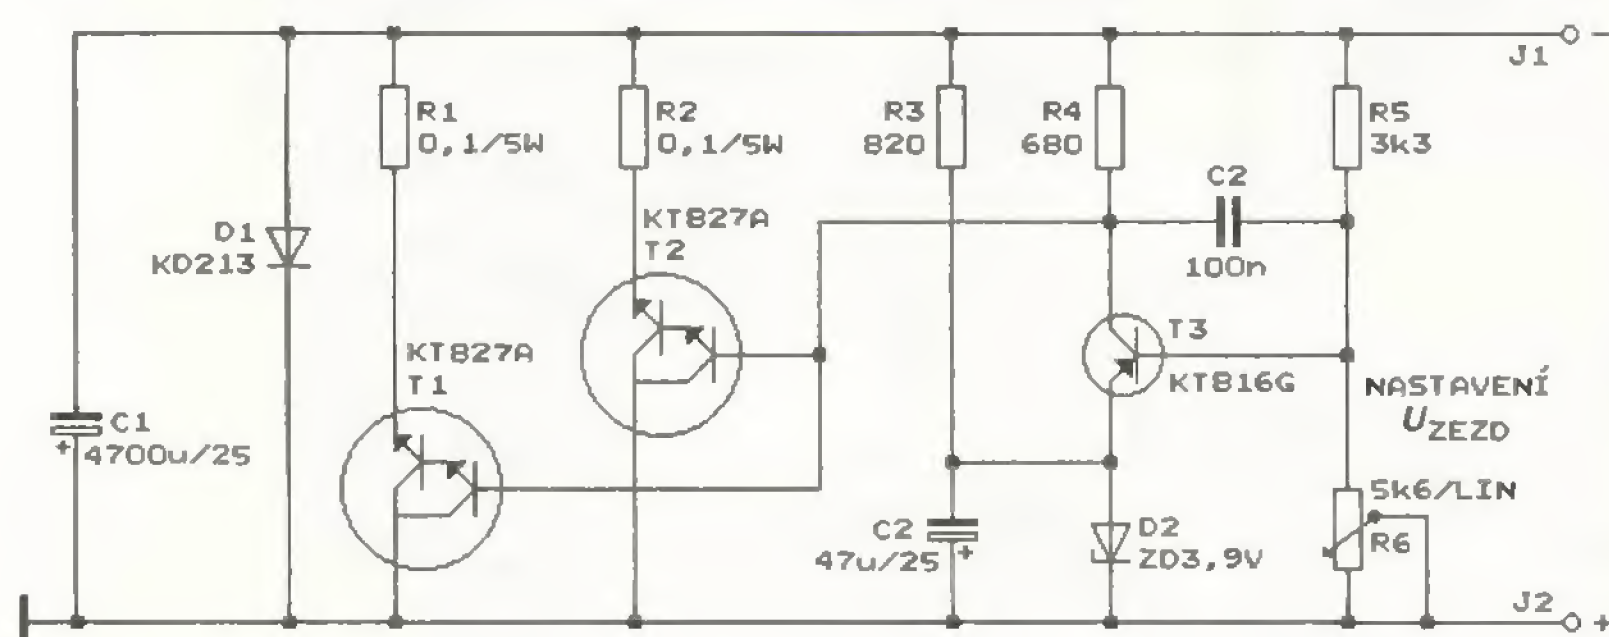 J1
−
R1
0,1/5W
R2
0,1/5W
R3
820
R4
680
R5
3k3
C2
100n
D1
KD213
KT827A
T2
T3
KT816G
KT827A
T1
NASTAVENÍ
UZEZD
C1
+
4700u/25
5k6/LIN
R6
C2
47u/25
+
D2
ZD3,9V
J2
+